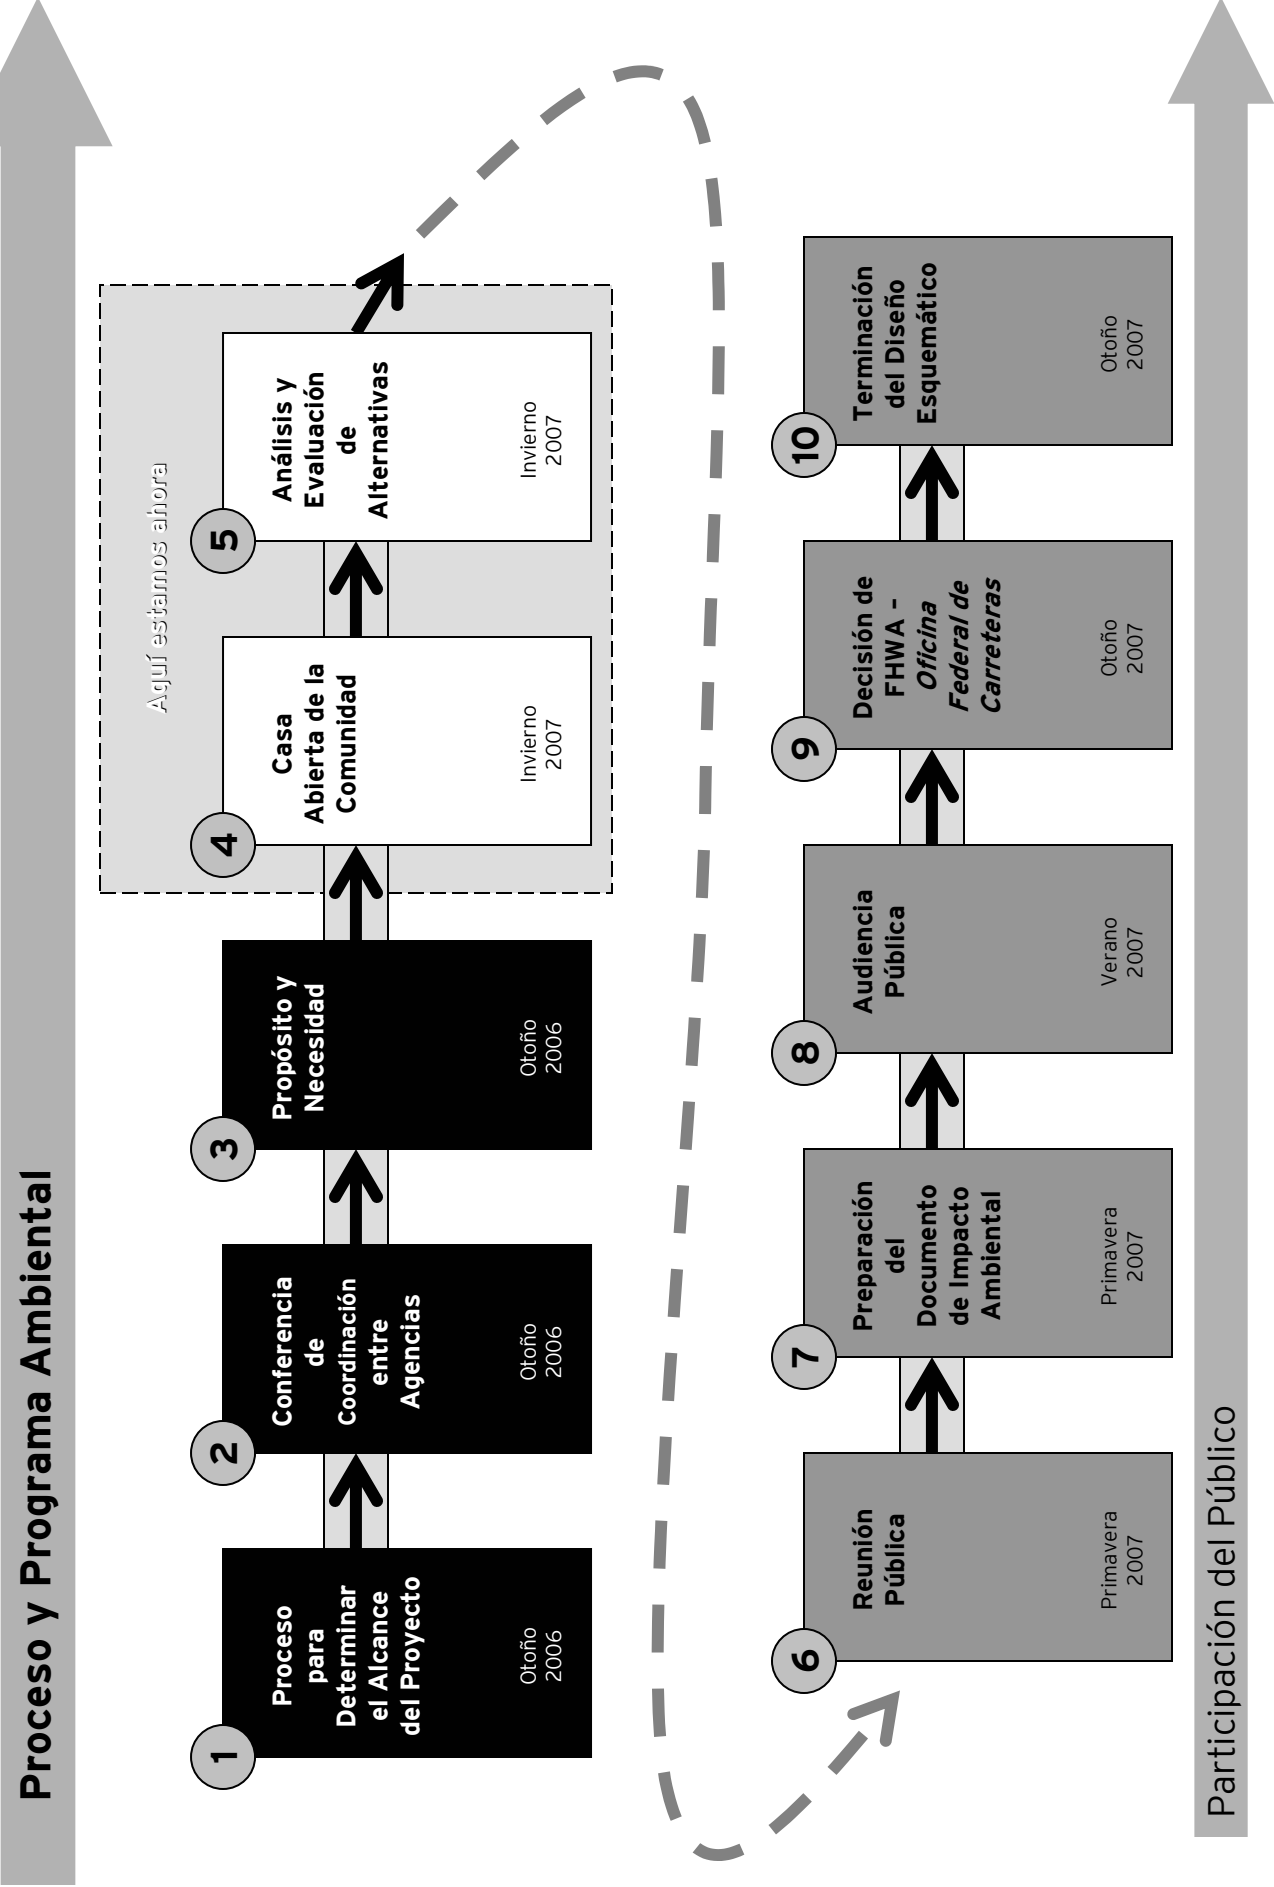 Proceso y Programa Ambiental
Aquí estamos ahora
1
Proceso
para
Determinar
el Alcance
del Proyecto
Otoño
2006
2
Conferencia
de
Coordinación
entre
Agencias
Otoño
2006
3
Propósito y
Necesidad
Otoño
2006
4
Casa
Abierta de la
Comunidad
Invierno
2007
5
Análisis y
Evaluación
de
Alternativas
Invierno
2007
6
Reunión
Pública
Primavera
2007
7
Preparación
del
Documento
de Impacto
Ambiental
Primavera
2007
8
Audiencia
Pública
Verano
2007
9
Decisión de
FHWA –
Oficina
Federal de
Carreteras
Otoño
2007
10
Terminación
del Diseño
Esquemático
Otoño
2007
Participación del Público